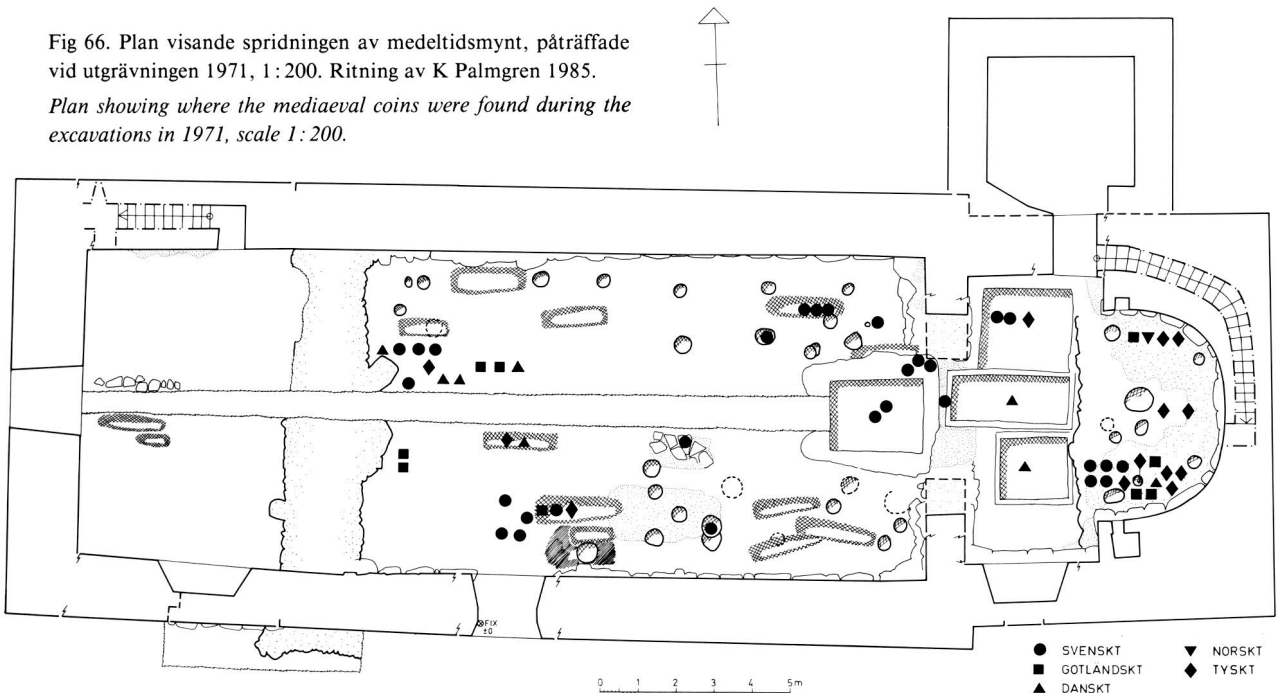 Fig 66. Plan visande spridningen av medeltidsmynt, påträffade
vid utgrävningen 1971, 1:200. Ritning av K Palmgren 1985.
Plan showing where the mediaeval coins were found during the
excavations in 1971, scale 1:200.
FIX
±0
SVENSKT
GOTLÄNDSKT
DANSKT
NORSKT
TYSKT
0 1 2 3 4 5m